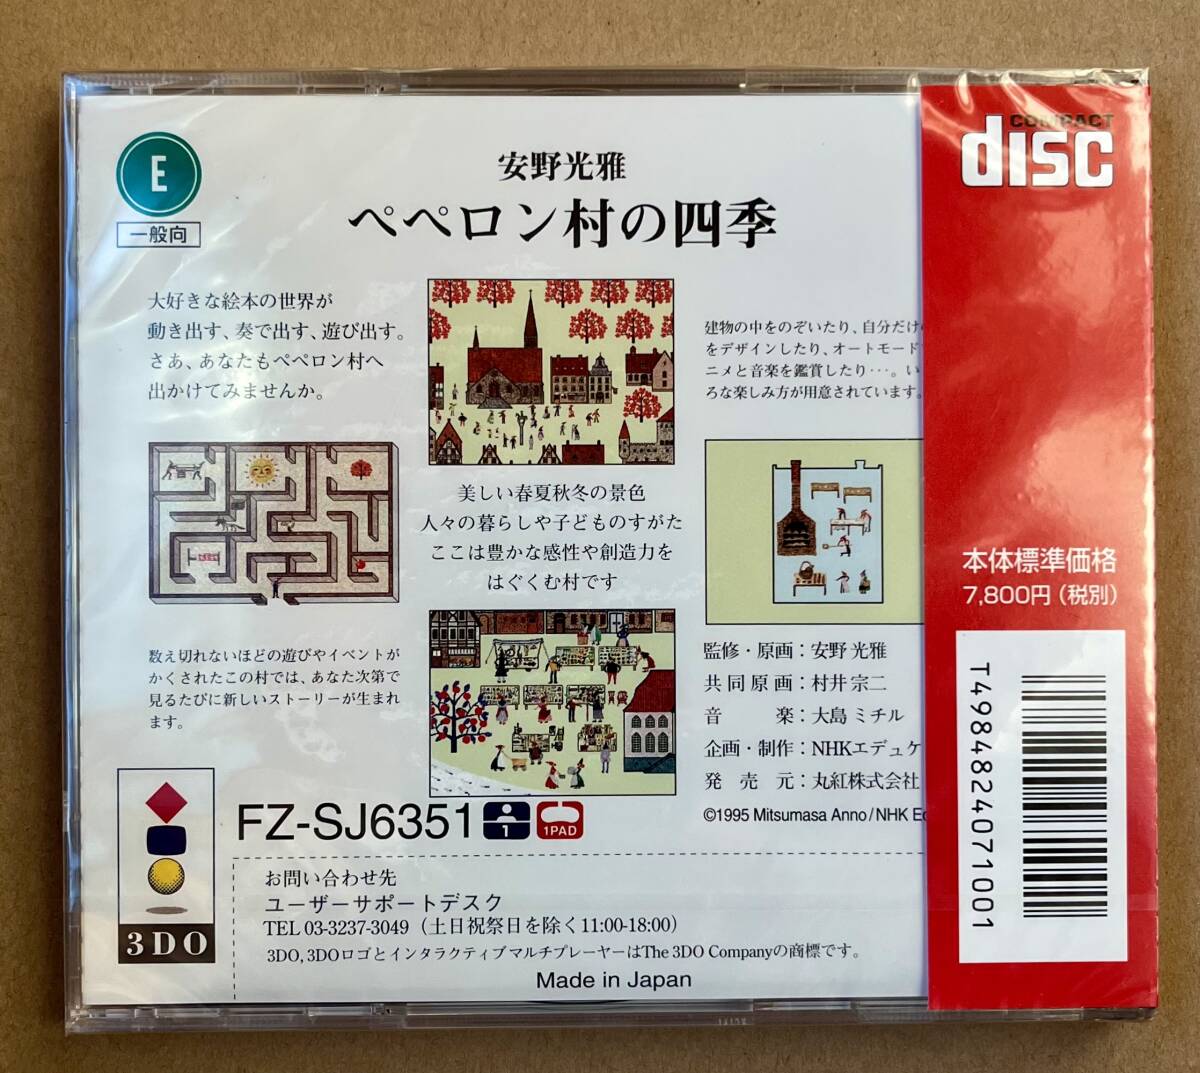 E
一般向
安野光雅
ペペロン村の四季
大好きな絵本の世界が
動き出す、奏で出す、遊び出す。
さあ、あなたもペペロン村へ
出かけてみませんか。
美しい春夏秋冬の景色
人々の暮らしや子どものすがた
ここは豊かな感性や創造力を
はぐくむ村です
数え切れないほどの遊びやイベントが
かくされたこの村では、あなた次第で
見るたびに新しいストーリーが生まれ
ます。
建物の中をのぞいたり、自分だけ
をデザインしたり、オートモード
ニメと音楽を鑑賞したり･･･。い
ろな楽しみ方が用意されています。
監修・原画：安野 光雅
共同原画：村井 宗二
音　　楽：大島 ミチル
企画・制作：NHKエデュケ
発 売 元：丸紅株式会社
©1995 Mitsumasa Anno/NHK Ed
3DO
FZ-SJ6351
1
1PAD
お問い合わせ先
ユーザーサポートデスク
TEL 03-3237-3049（土日祝祭日を除く11:00-18:00）
3DO, 3DOロゴとインタラクティブマルチプレーヤーはThe 3DO Companyの商標です。
Made in Japan
COMPACT
disc
本体標準価格
7,800円（税別）
T4984824071001